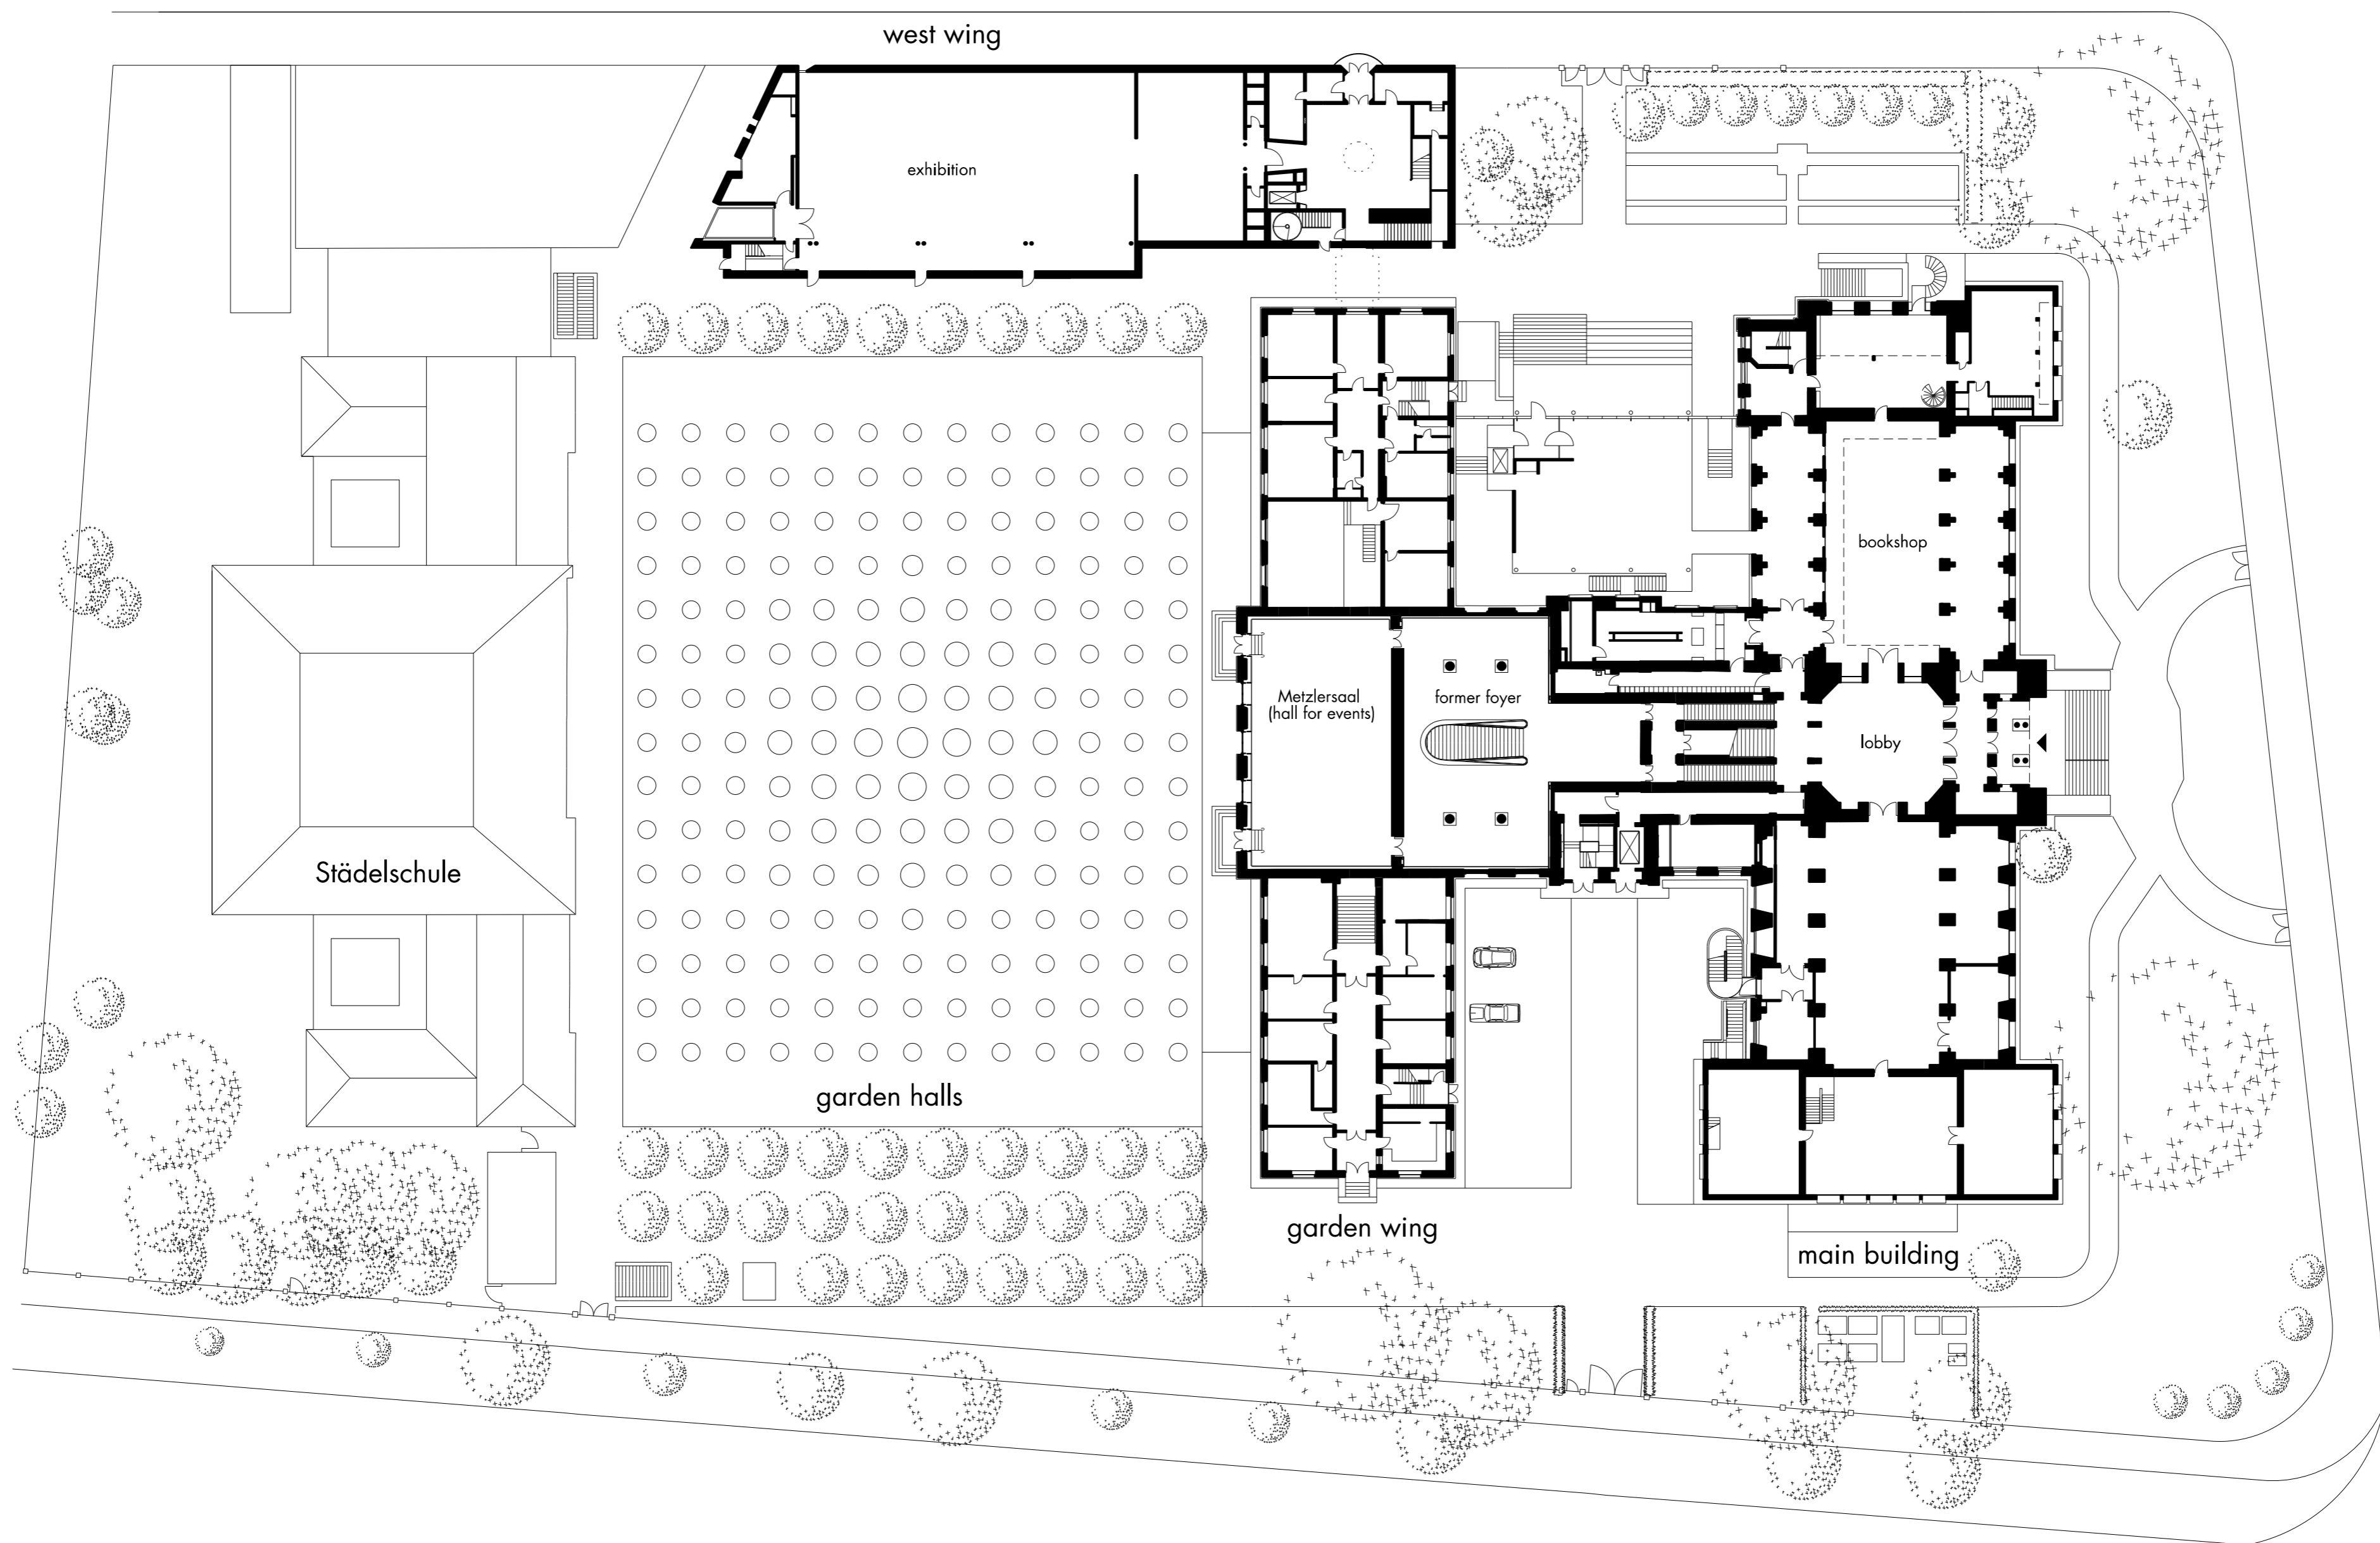 west wing
exhibition
bookshop
Metzlersaal
(hall for events)
former foyer
lobby
Städelschule
garden halls
garden wing
main building